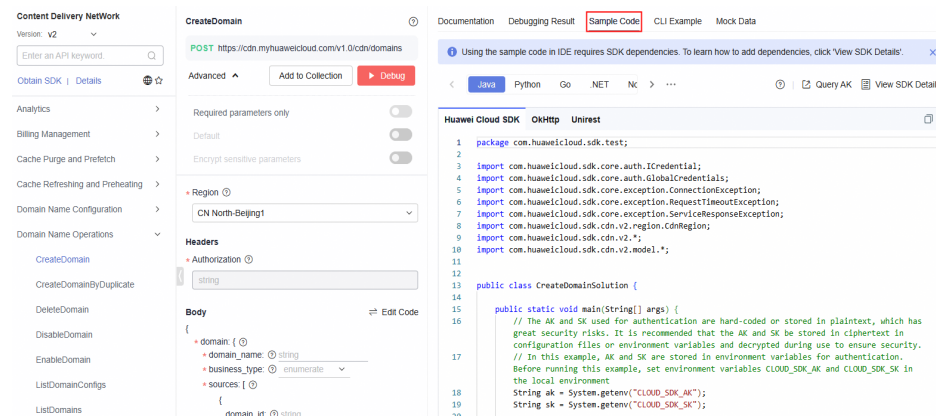 Content Delivery NetWork
Version: v2
Enter an API keyword.
Obtain SDK | Details
Analytics
Billing Management
Cache Purge and Prefetch
Cache Refreshing and Preheating
Domain Name Configuration
Domain Name Operations
CreateDomain
CreateDomainByDuplicate
DeleteDomain
DisableDomain
EnableDomain
ListDomainConfigs
ListDomains
CreateDomain
POST https://cdn.myhuaweicloud.com/v1.0/cdn/domains
Advanced Add to Collection Debug
Required parameters only
Default
Encrypt sensitive parameters
* Region
CN North-Beijing1
Headers
* Authorization
string
Body Edit Code
{
* domain: {
* domain_name: string
* business_type: enumerate
* sources: [
{
domain_id: string
Documentation Debugging Result Sample Code CLI Example Mock Data
Using the sample code in IDE requires SDK dependencies. To learn how to add dependencies, click 'View SDK Details'.
Java Python Go .NET Query AK View SDK Detail
Huawei Cloud SDK OkHttp Unirest
1 package com.huaweicloud.sdk.test;
2
3 import com.huaweicloud.sdk.core.auth.ICredential;
4 import com.huaweicloud.sdk.core.auth.GlobalCredentials;
5 import com.huaweicloud.sdk.core.exception.ConnectionException;
6 import com.huaweicloud.sdk.core.exception.RequestTimeoutException;
7 import com.huaweicloud.sdk.core.exception.ServiceResponseException;
8 import com.huaweicloud.sdk.cdn.v2.region.CdnRegion;
9 import com.huaweicloud.sdk.cdn.v2.*;
10 import com.huaweicloud.sdk.cdn.v2.model.*;
11
12
13 public class CreateDomainSolution {
14
15 public static void main(String[] args) {
16 // The AK and SK used for authentication are hard-coded or stored in plaintext, which has
great security risks. It is recommended that the AK and SK be stored in ciphertext in
configuration files or environment variables and decrypted during use to ensure security.
17 // In this example, AK and SK are stored in environment variables for authentication.
Before running this example, set environment variables CLOUD_SDK_AK and CLOUD_SDK_SK in
the local environment
18 String ak = System.getenv("CLOUD_SDK_AK");
19 String sk = System.getenv("CLOUD_SDK_SK");